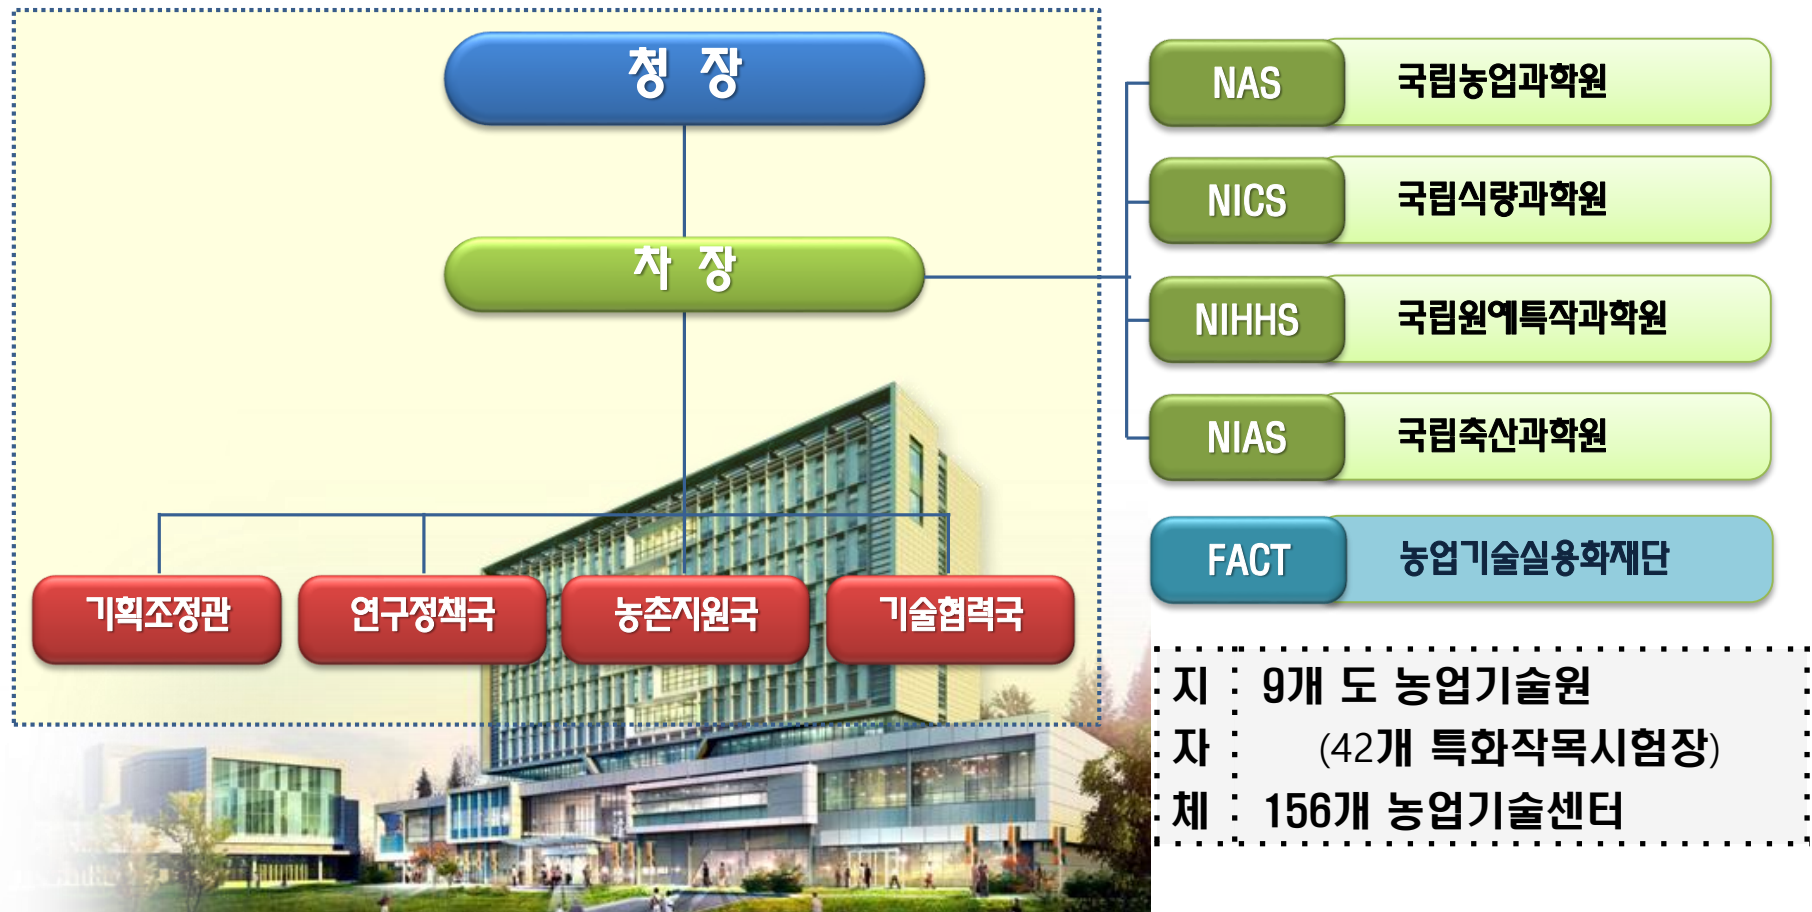 청 장
차 장
기획조정관
연구정책국
농촌지원국
기술협력국
NAS 국립농업과학원
NICS 국립식량과학원
NIHHS 국립원예특작과학원
NIAS 국립축산과학원
FACT 농업기술실용화재단
지 9개 도 농업기술원
자 (42개 특화작목시험장)
체 156개 농업기술센터